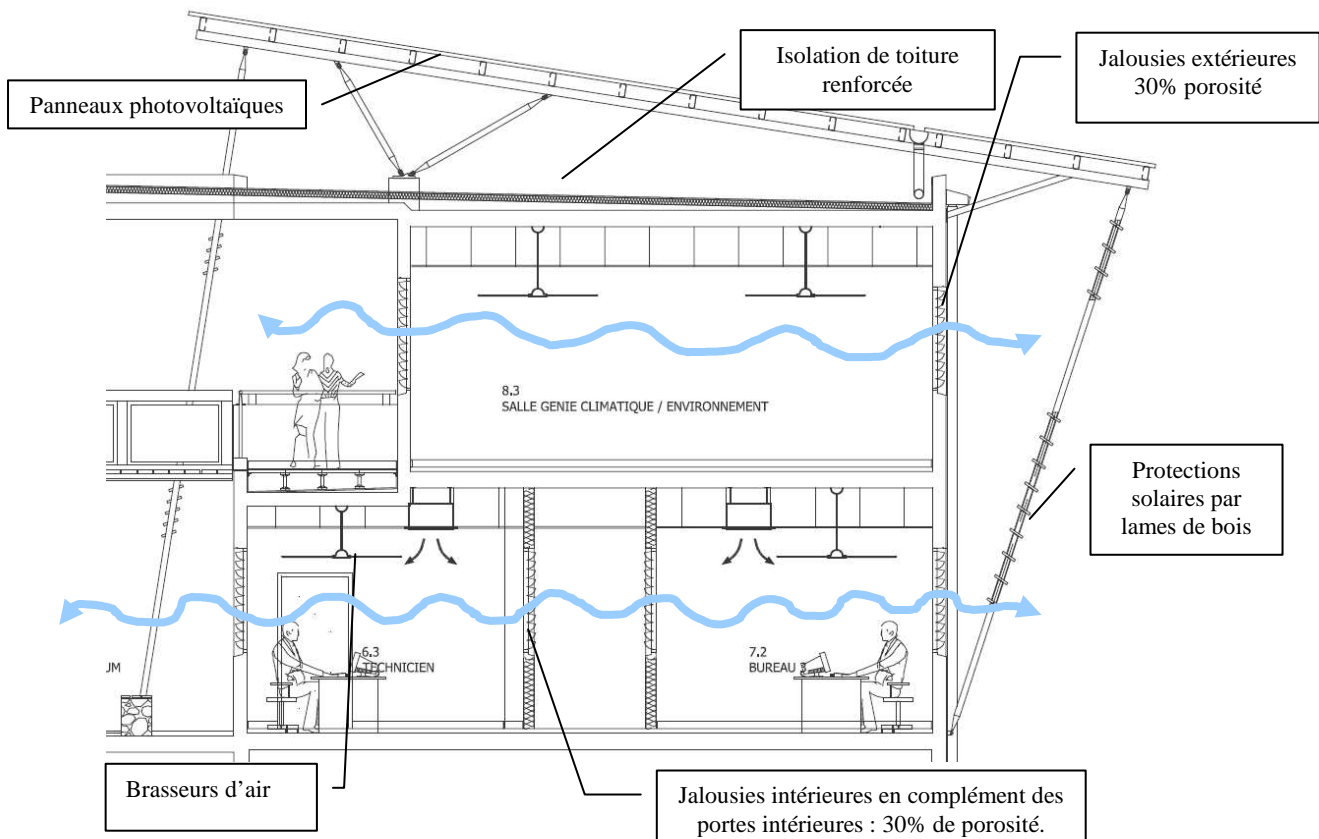 Panneaux photovoltaïques
Isolation de toiture
renforcée
Jalousies extérieures
30% porosité
8.3
SALLE GENIE CLIMATIQUE / ENVIRONNEMENT
Protections
solaires par
lames de bois
UM
6.3
TECHNICIEN
7.2
BUREAU 3
Brasseurs d'air
Jalousies intérieures en complément des
portes intérieures : 30% de porosité.